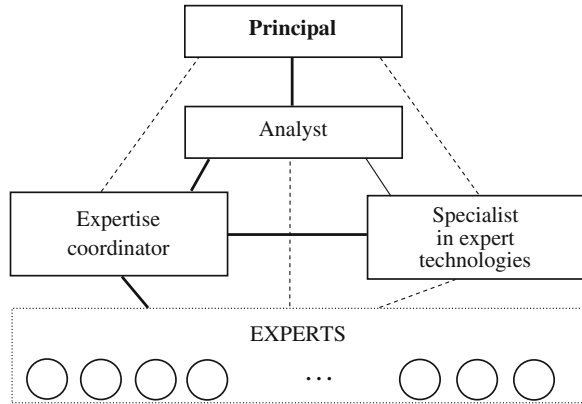 Principal
Analyst
Expertise
coordinator
Specialist
in expert
technologies
EXPERTS
...